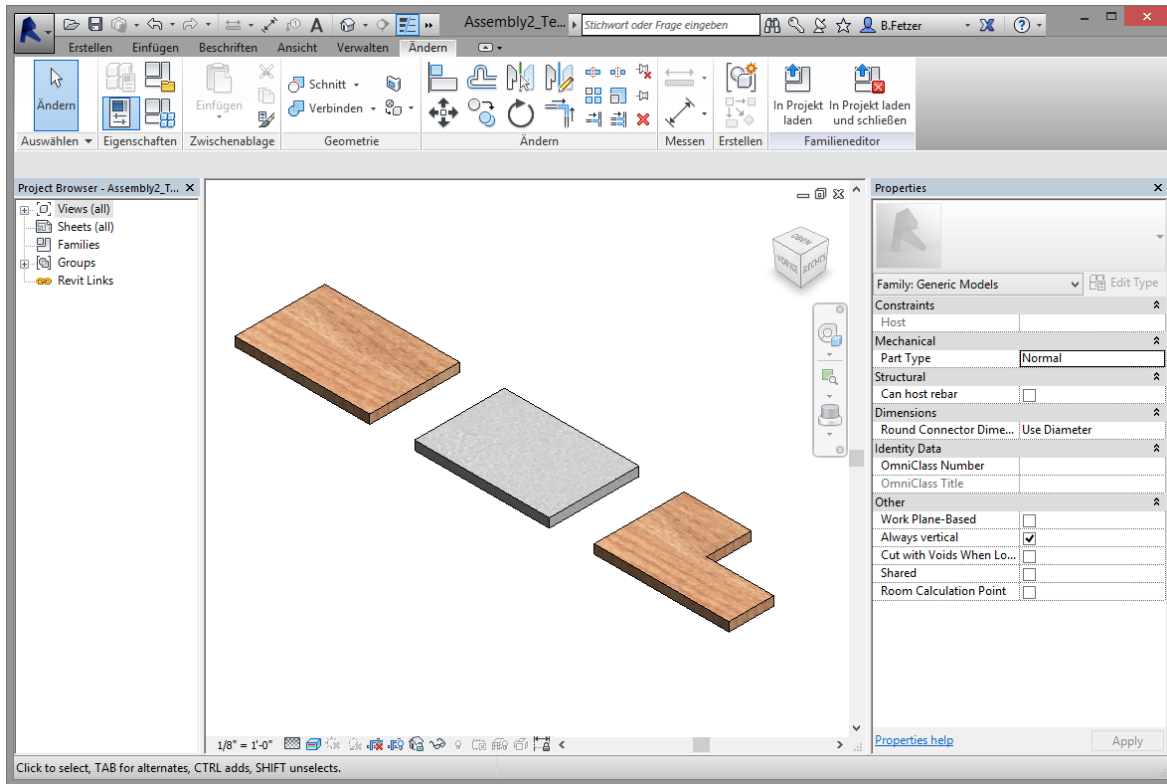 Assembly2_Te...
Stichwort oder Frage eingeben
B.Fetzer
Erstellen Einfügen Beschriften Ansicht Verwalten Ändern
Ändern
Einfügen
Schnitt
Verbinden
In Projekt laden
In Projekt laden und schließen
Auswählen Eigenschaften Zwischenablage Geometrie Ändern Messen Erstellen Familieneditor
Project Browser - Assembly2_T...
Views (all)
Sheets (all)
Families
Groups
Revit Links
OBEN
VORNE
RECHTS
Properties
Family: Generic Models
Edit Type
Constraints
Host
Mechanical
Part Type Normal
Structural
Can host rebar
Dimensions
Round Connector Dime... Use Diameter
Identity Data
OmniClass Number
OmniClass Title
Other
Work Plane-Based
Always vertical
Cut with Voids When Lo...
Shared
Room Calculation Point
Properties help
Apply
1/8" = 1'-0"
Click to select, TAB for alternates, CTRL adds, SHIFT unselects.